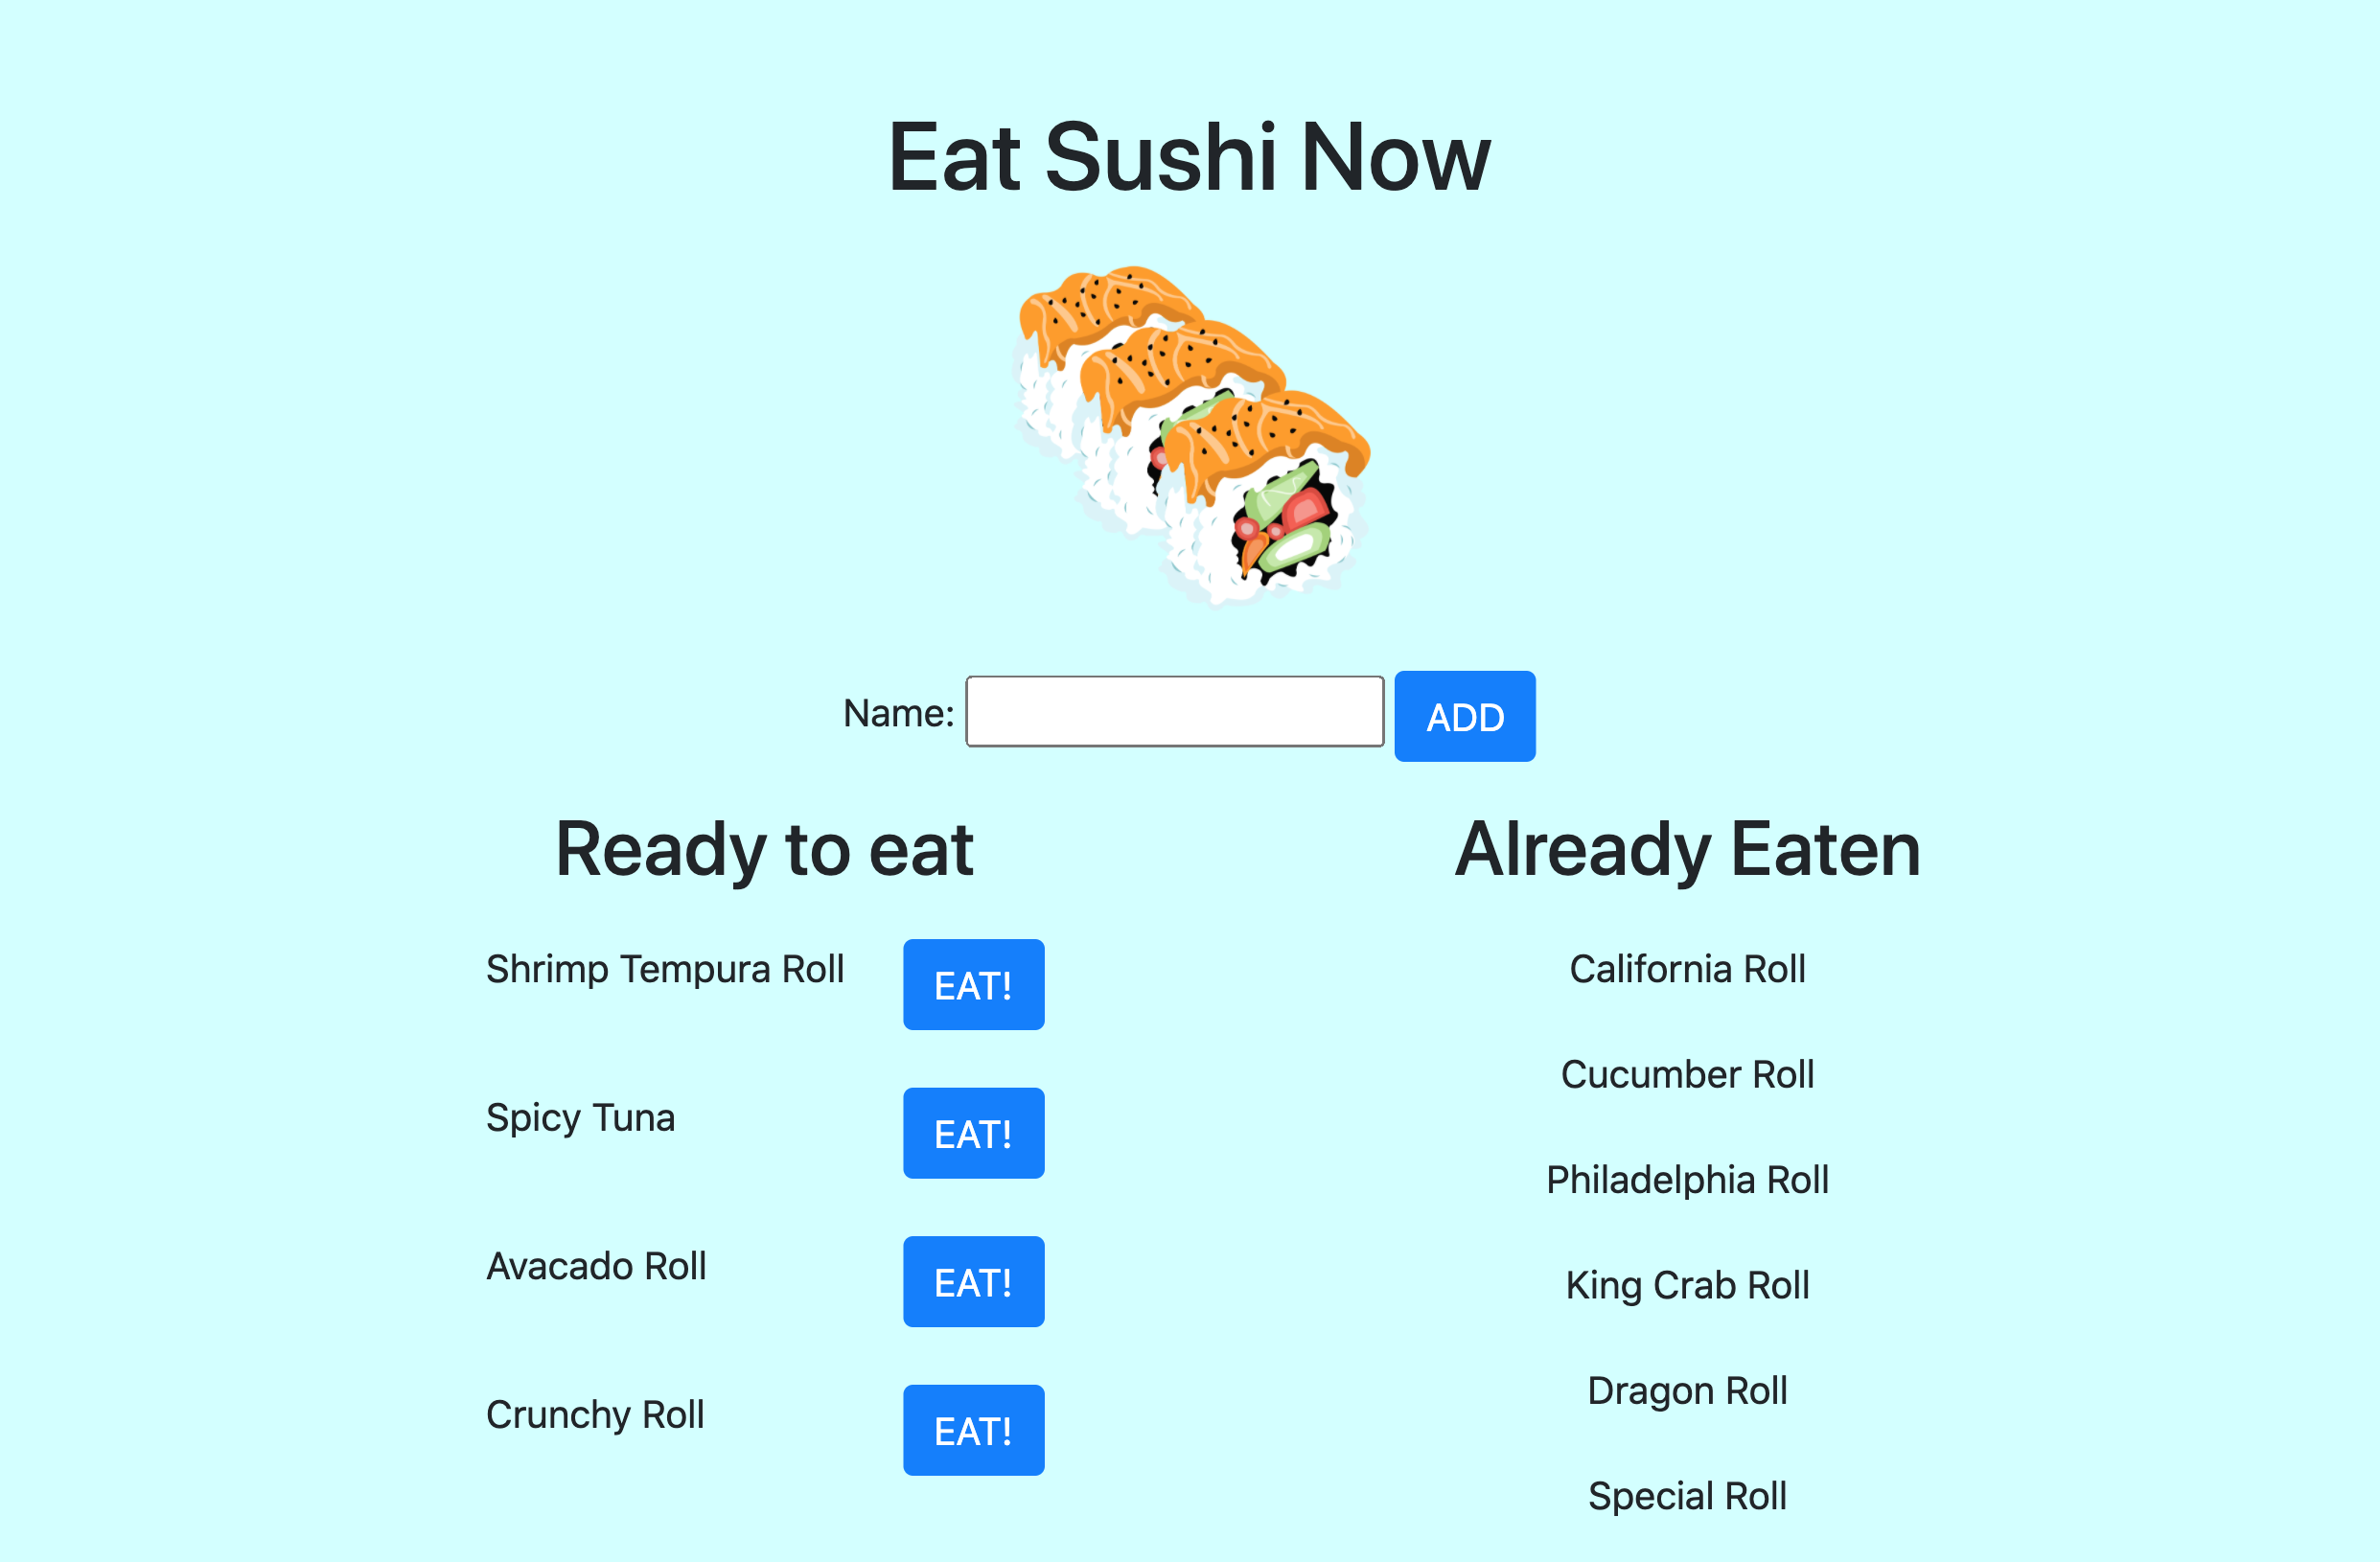 Eat Sushi Now
Name: ADD
Ready to eat
Shrimp Tempura Roll EAT!
Spicy Tuna EAT!
Avacado Roll EAT!
Crunchy Roll EAT!
Already Eaten
California Roll
Cucumber Roll
Philadelphia Roll
King Crab Roll
Dragon Roll
Special Roll